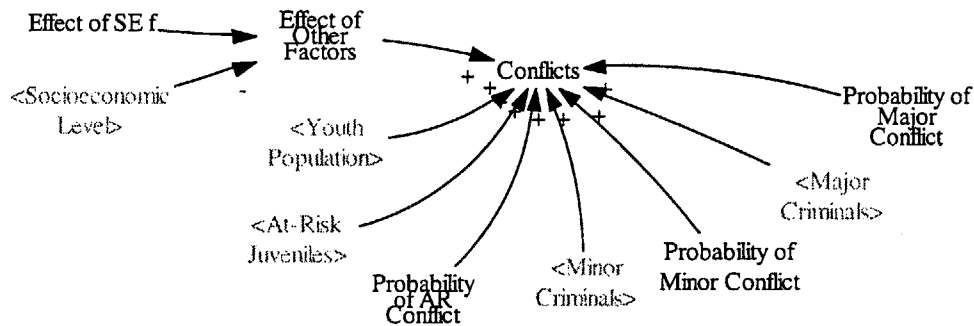 Effect of SE f
Effect of
Other
Factors
<Socioeconomic
Level>
-
Conflicts
+
+
+
+
+
+
+
Probability of
Major
Conflict
<Youth
Population>
<Major
Criminals>
<At-Risk
Juveniles>
Probability
of AR
Conflict
<Minor
Criminals>
Probability of
Minor Conflict